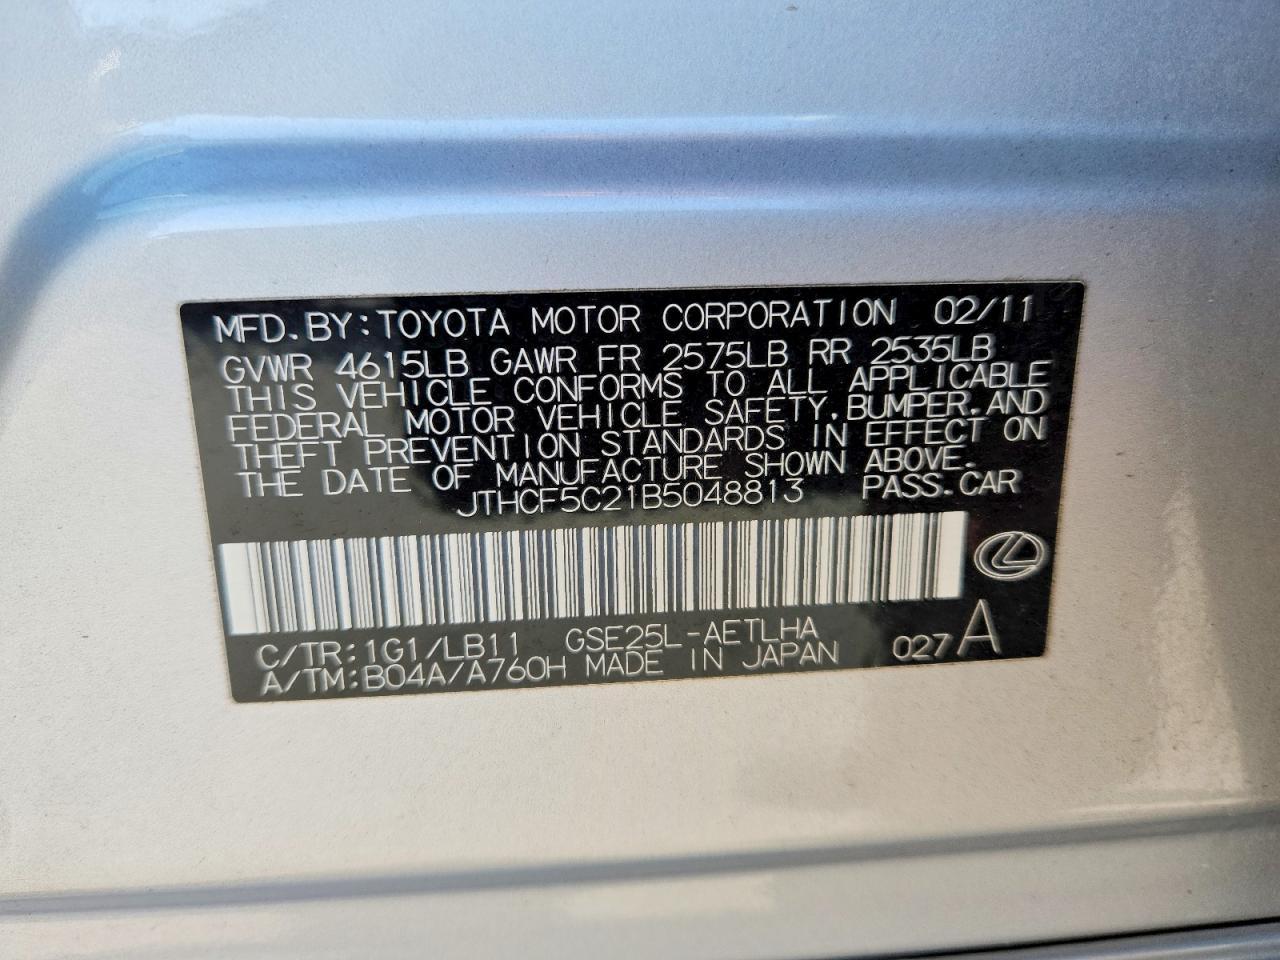 MFD.BY:TOYOTA MOTOR CORPORATION 02/11
GVWR 4615LB GAWR FR 2575LB RR 2535LB
THIS VEHICLE CONFORMS TO ALL APPLICABLE
FEDERAL MOTOR VEHICLE SAFETY,BUMPER,AND
THEFT PREVENTION STANDARDS IN EFFECT ON
THE DATE OF MANUFACTURE SHOWN ABOVE.
JTHCF5C21B5048813 PASS.CAR
C/TR:1G1/LB11 GSE25L-AETLHA
A/TM:B04A/A760H MADE IN JAPAN 027A